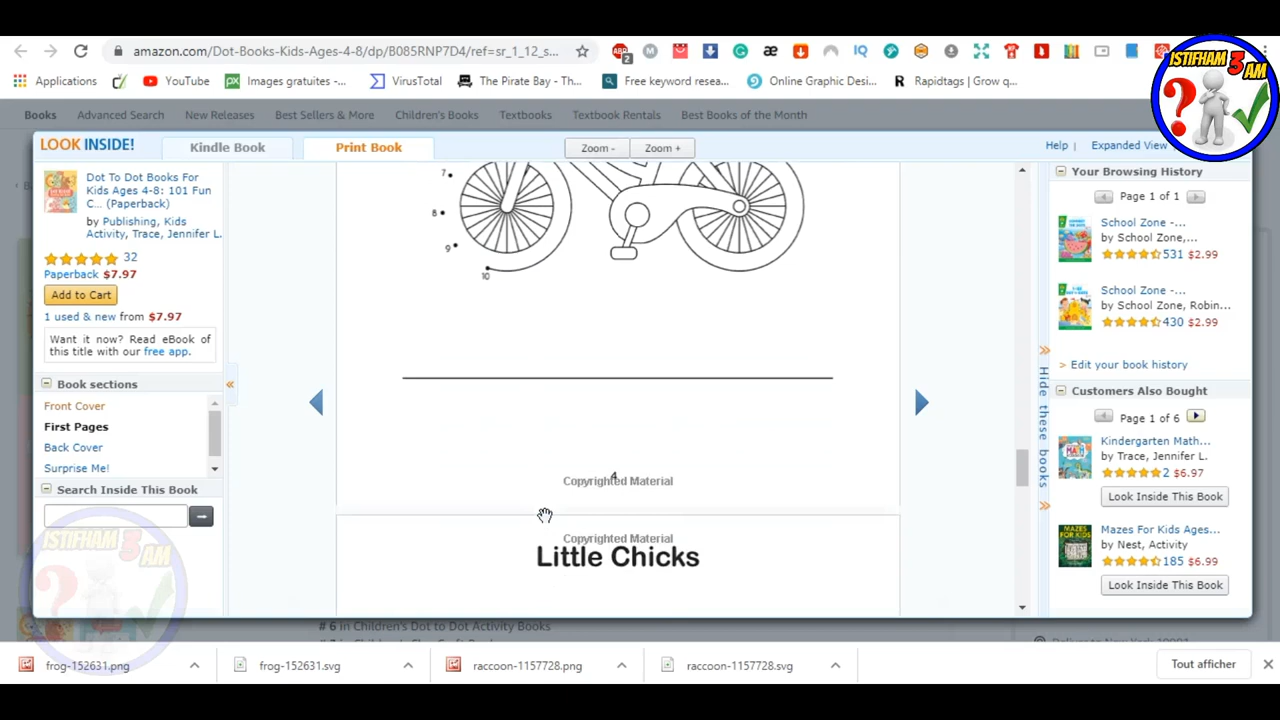 amazon.com/Dot-Books-Kids-Ages-4-8/dp/B085RNP7D4/ref=sr_1_12_s...
ABP
2
M
IQ
æ
ISTIFHAM 3 AM
Applications
YouTube
Images gratuites -...
VirusTotal
The Pirate Bay - Th...
Free keyword resea...
Online Graphic Desi...
R Rapidtags | Grow q...
Books
Advanced Search
New Releases
Best Sellers & More
Children's Books
Textbooks
Textbook Rentals
Best Books of the Month
LOOK INSIDE!
Kindle Book
Print Book
Zoom -
Zoom +
Help
Expanded View
Dot To Dot Books For
Kids Ages 4-8: 101 Fun
C... (Paperback)
by Publishing, Kids
Activity, Trace, Jennifer L.
32
Paperback $7.97
Add to Cart
1 used & new from $7.97
Want it now? Read eBook of
this title with our free app.
Book sections
Front Cover
First Pages
Back Cover
Surprise Me!
Search Inside This Book
ISTIFHAM 3 AM
7
8
9
10
4
Copyrighted Material
Copyrighted Material
Little Chicks
Hide these books
Your Browsing History
Page 1 of 1
School Zone -...
by School Zone,...
531 $2.99
School Zone -...
by School Zone, Robin...
430 $2.99
> Edit your book history
Customers Also Bought
Page 1 of 6
Kindergarten Math...
by Trace, Jennifer L.
2 $6.97
Look Inside This Book
Mazes For Kids Ages...
by Nest, Activity
185 $6.99
Look Inside This Book
# 6 in Children's Dot to Dot Activity Books
frog-152631.png
frog-152631.svg
raccoon-1157728.png
raccoon-1157728.svg
Tout afficher